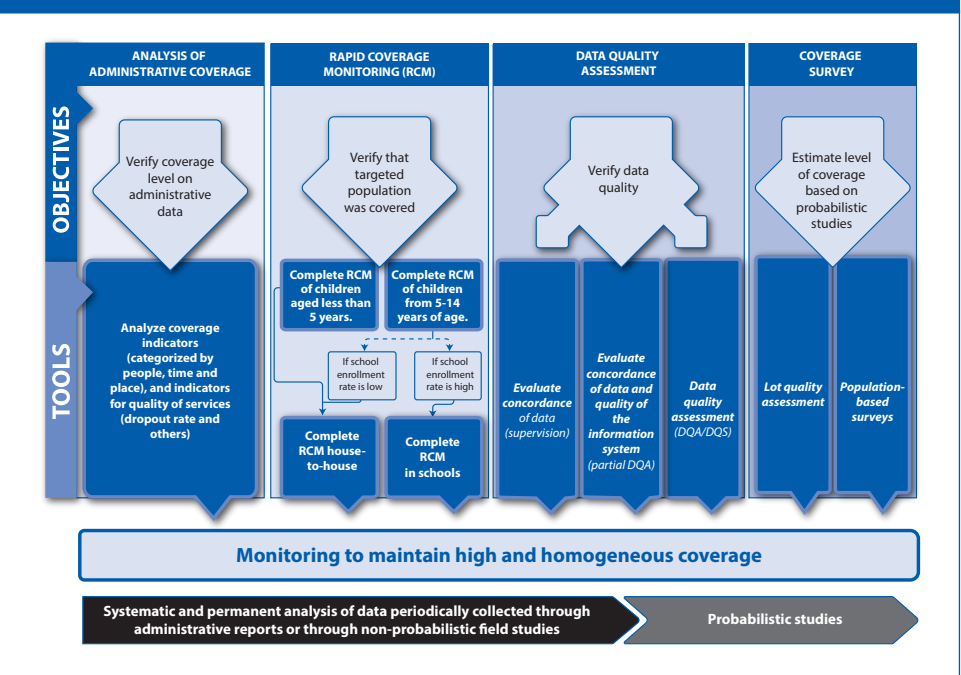 ANALYSIS OF
ADMINISTRATIVE COVERAGE
RAPID COVERAGE
MONITORING (RCM)
DATA QUALITY
ASSESSMENT
COVERAGE
SURVEY
OBJECTIVES
Verify coverage
level on
administrative
data
Verify that
targeted
population
was covered
Verify data
quality
Estimate level
of coverage
based on
probabilistic
studies
TOOLS
Analyze coverage
indicators
(categorized by
people, time and
place), and indicators
for quality of services
(dropout rate and
others)
Complete RCM
of children
aged less than
5 years.
Complete RCM
of children
from 5-14
years of age.
If school
enrollment
rate is low
If school
enrollment
rate is high
Complete
RCM house-
to-house
Complete
RCM
in schools
Evaluate
concordance
of data
(supervision)
Evaluate
concordance
of data and
quality of
the
information
system
(partial DQA)
Data
quality
assessment
(DQA/DQS)
Lot quality
assessment
Population-
based
surveys
Monitoring to maintain high and homogeneous coverage
Systematic and permanent analysis of data periodically collected through
administrative reports or through non-probabilistic field studies
Probabilistic studies